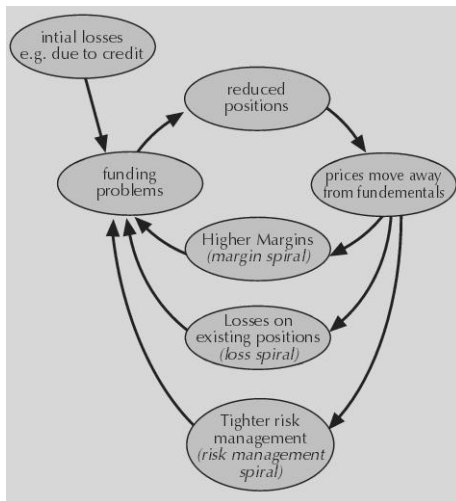 intial losses
e.g. due to credit
reduced
positions
funding
problems
prices move away
from fundementals
Higher Margins
(margin spiral)
Losses on
existing positions
(loss spiral)
Tighter risk
management
(risk management
spiral)